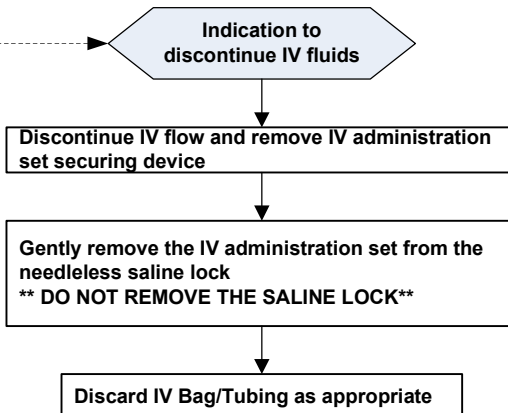 Indication to
discontinue IV fluids
Discontinue IV flow and remove IV administration
set securing device
Gently remove the IV administration set from the
needleless saline lock
** DO NOT REMOVE THE SALINE LOCK**
Discard IV Bag/Tubing as appropriate